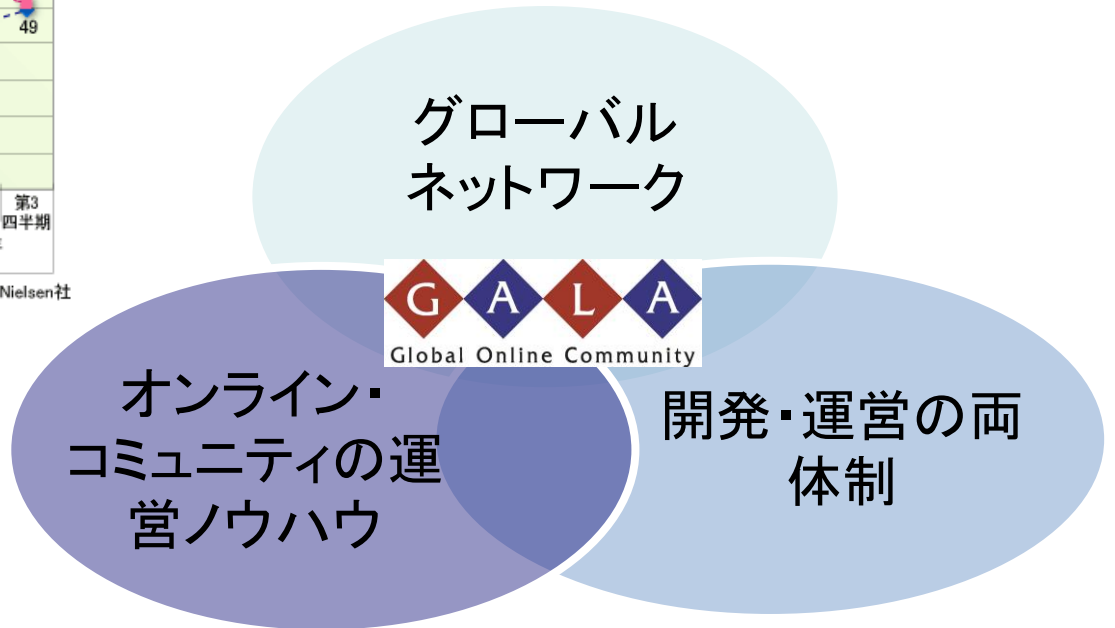 49
第3
四半期
Nielsen社
グローバル
ネットワーク
G A L A
Global Online Community
オンライン・
コミュニティの運
営ノウハウ
開発・運営の両
体制